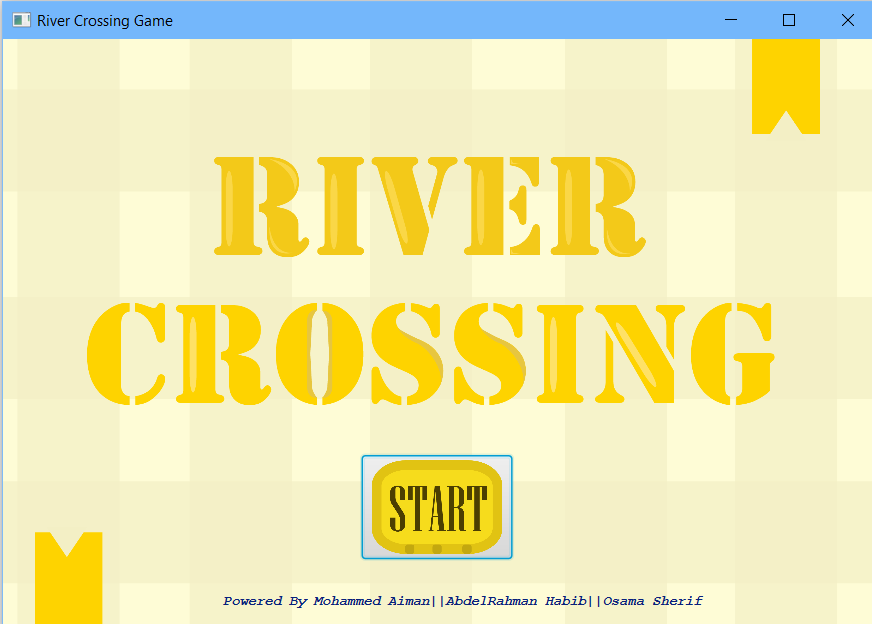 River Crossing Game
RIVER
CROSSING
START
Powered By Mohammed Aiman||AbdelRahman Habib||Osama Sherif